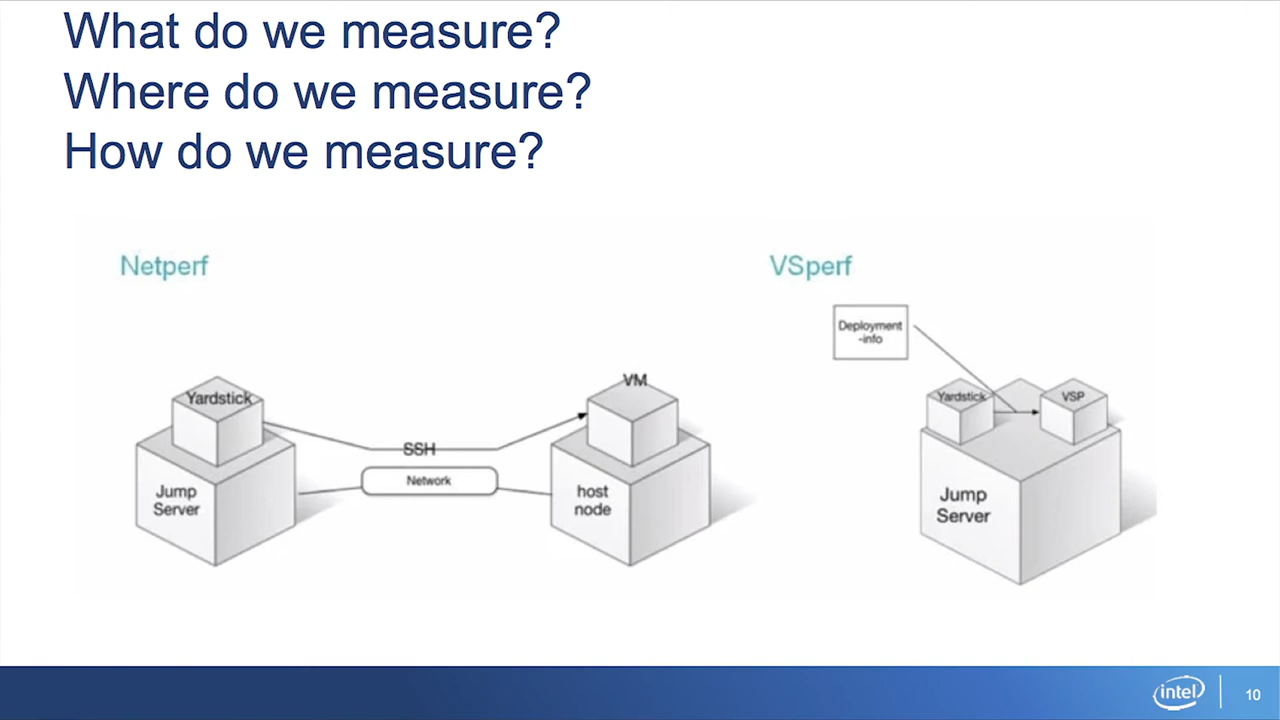 What do we measure?
Where do we measure?
How do we measure?
Netperf
VSperf
Yardstick
SSH
Network
VM
Jump
Server
host
node
Deployment
-info
Yardstick
VSP
Jump
Server
intel
10